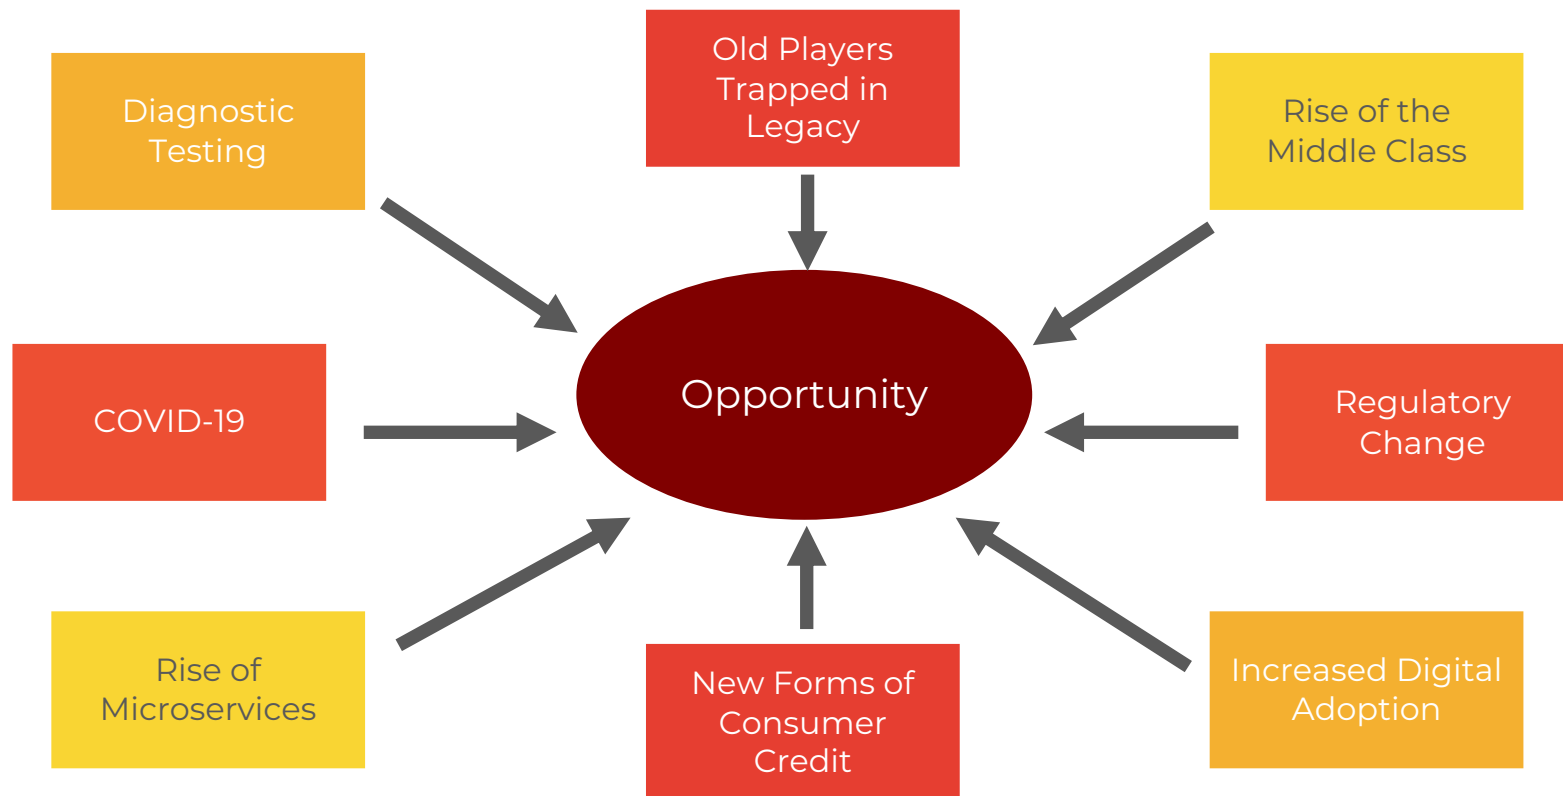 Diagnostic
Testing
Old Players
Trapped in
Legacy
Rise of the
Middle Class
COVID-19
Opportunity
Regulatory
Change
Rise of
Microservices
New Forms of
Consumer
Credit
Increased Digital
Adoption